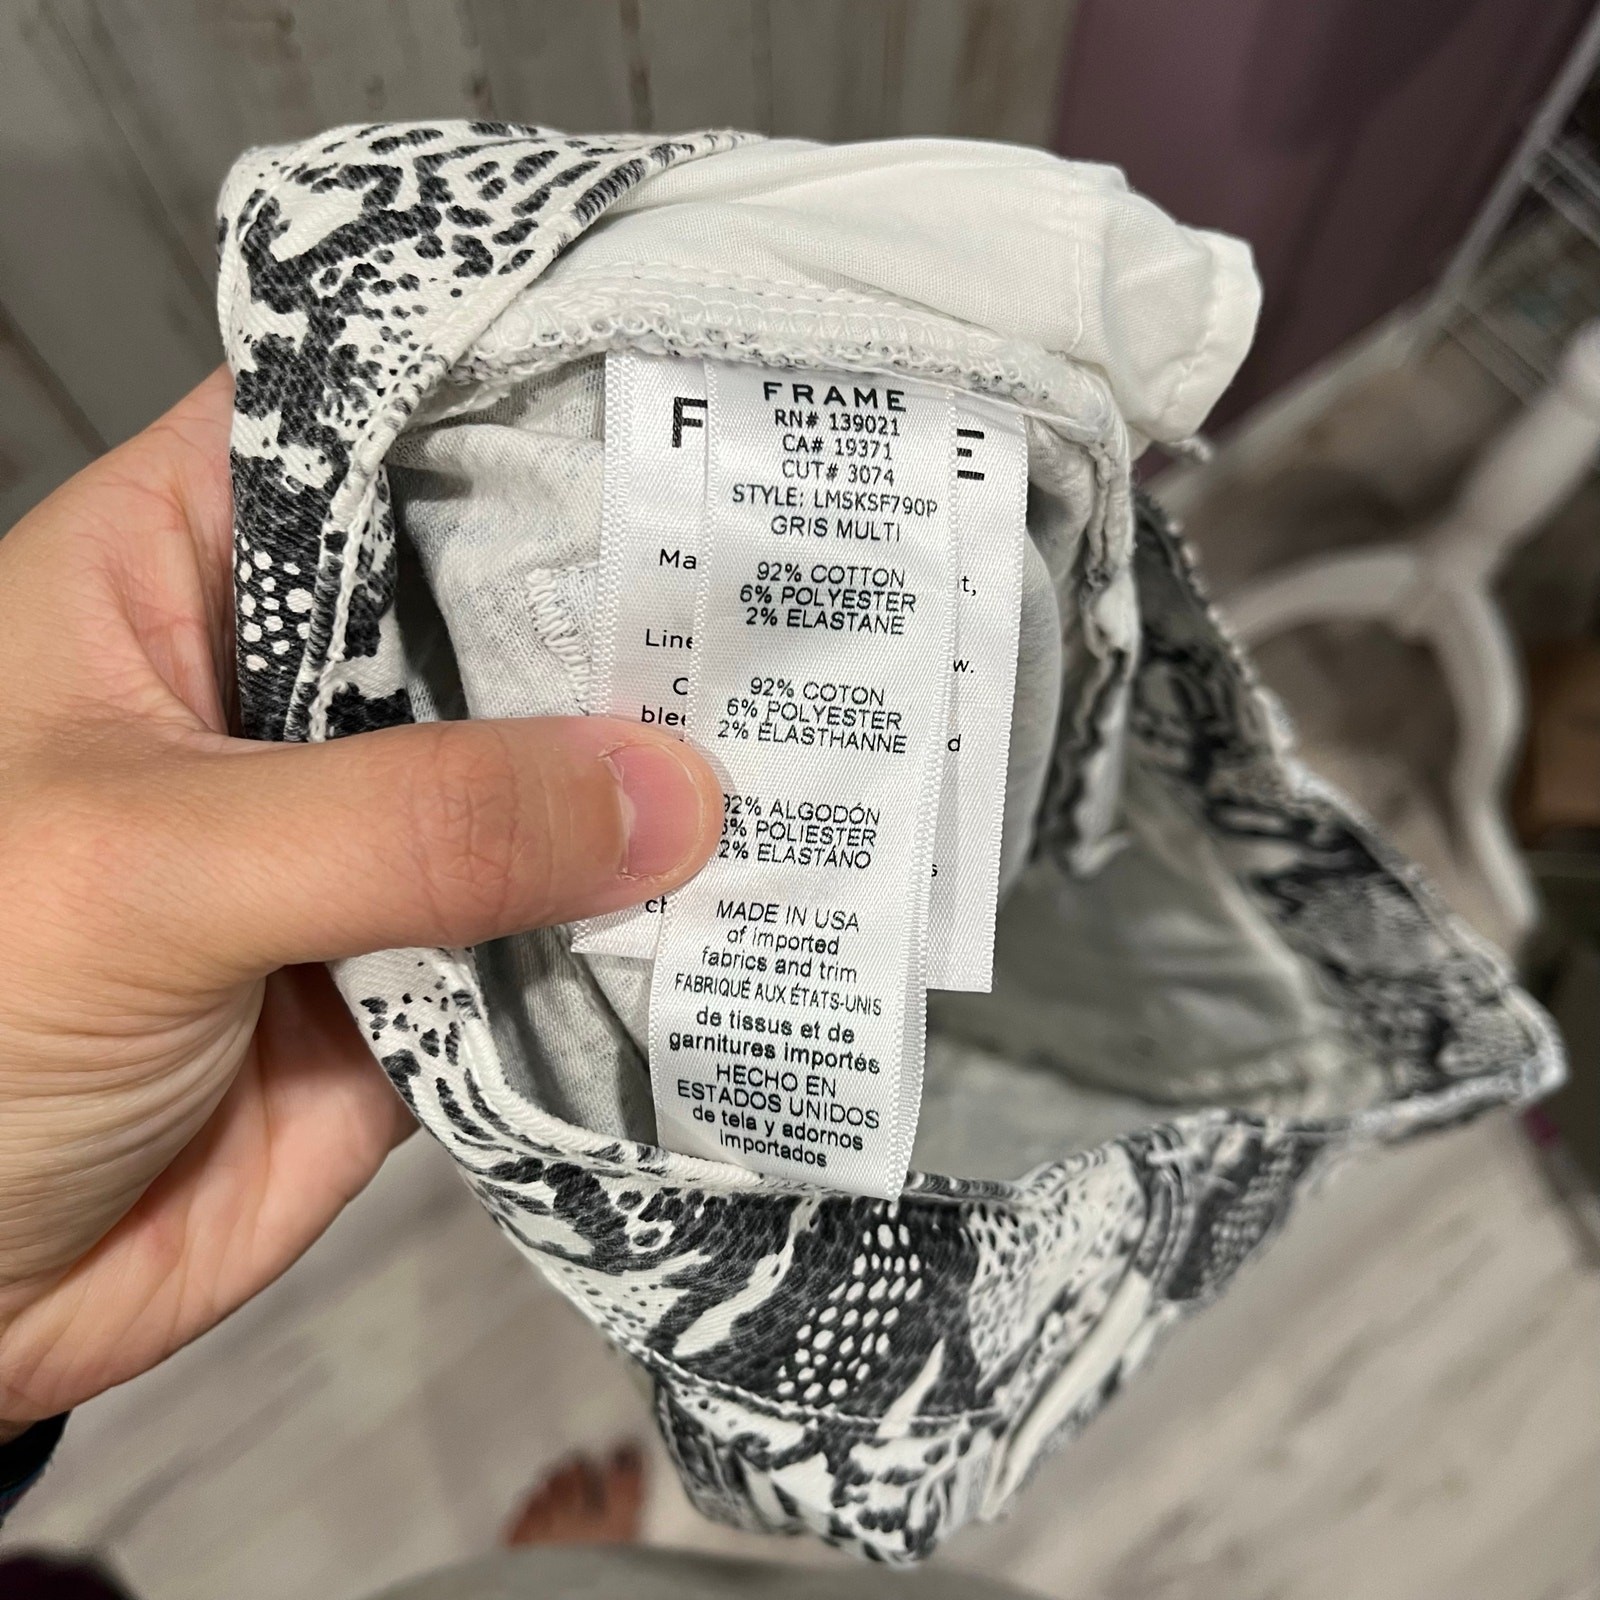 FRAME
RN# 139021
CA# 19371
CUT# 3074
STYLE: LMSKSF790P
GRIS MULTI
92% COTTON
6% POLYESTER
2% ELASTANE
92% COTON
6% POLYESTER
2% ELASTHANNE
92% ALGODÓN
6% POLIESTER
2% ELASTÁNO
MADE IN USA
of imported
fabrics and trim
FABRIQUÉ AUX ÉTATS-UNIS
de tissus et de
garnitures importés
HECHO EN
ESTADOS UNIDOS
de tela y adornos
importados